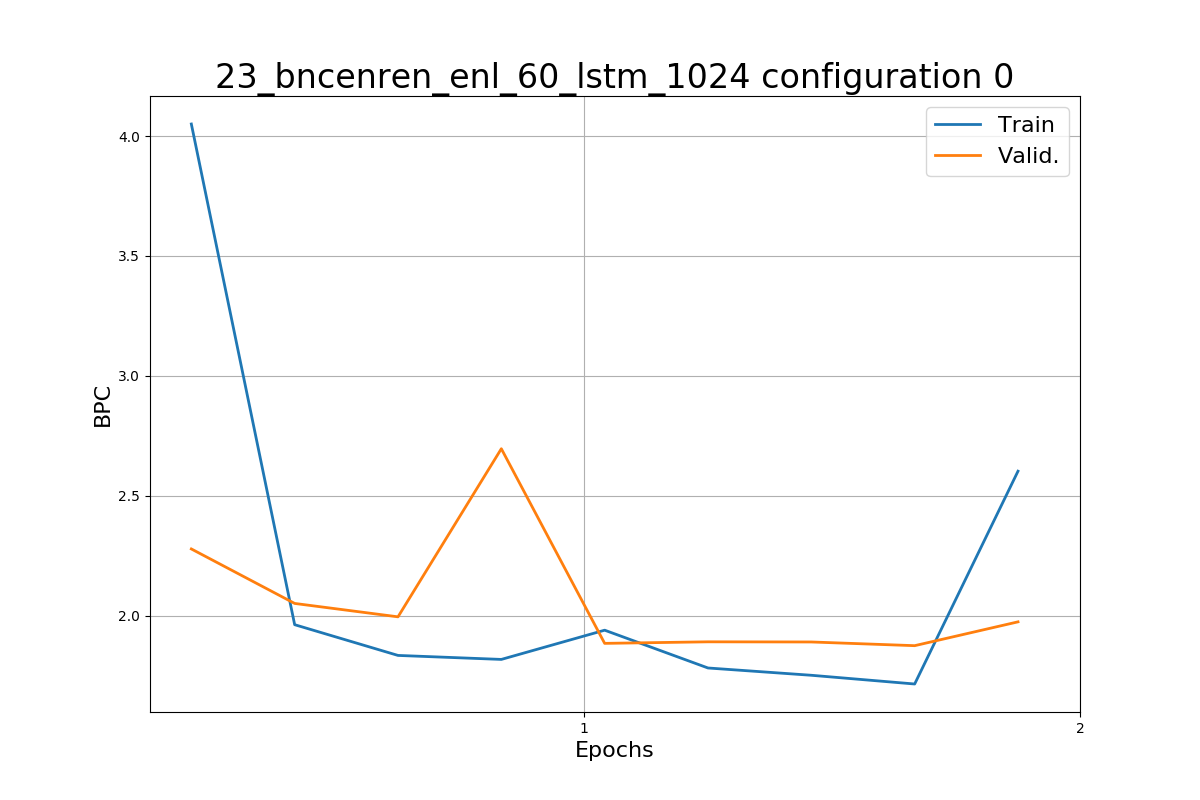 23_bncenren_enl_60_lstm_1024 configuration 0
Train
Valid.
4.0
3.5
3.0
2.5
2.0
BPC
1
2
Epochs